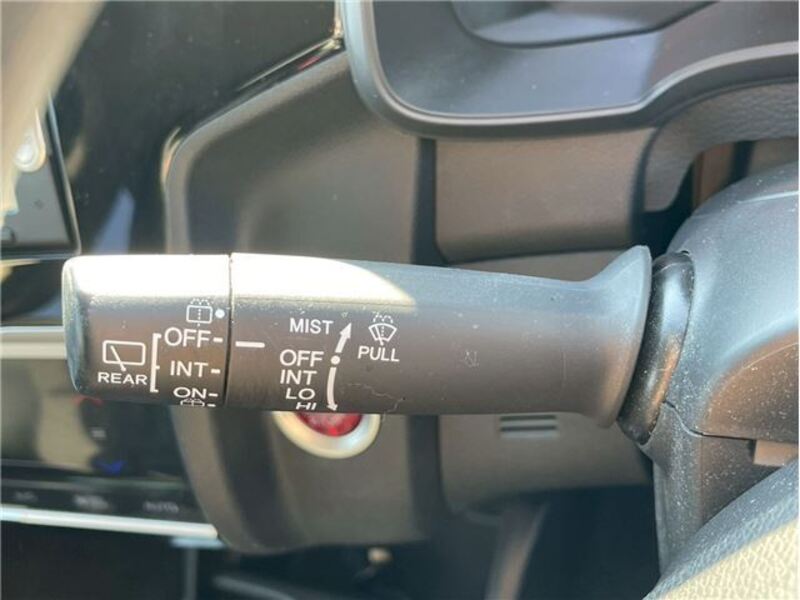 OFF
INT
ON
REAR
MIST
OFF
INT
LO
HI
PULL